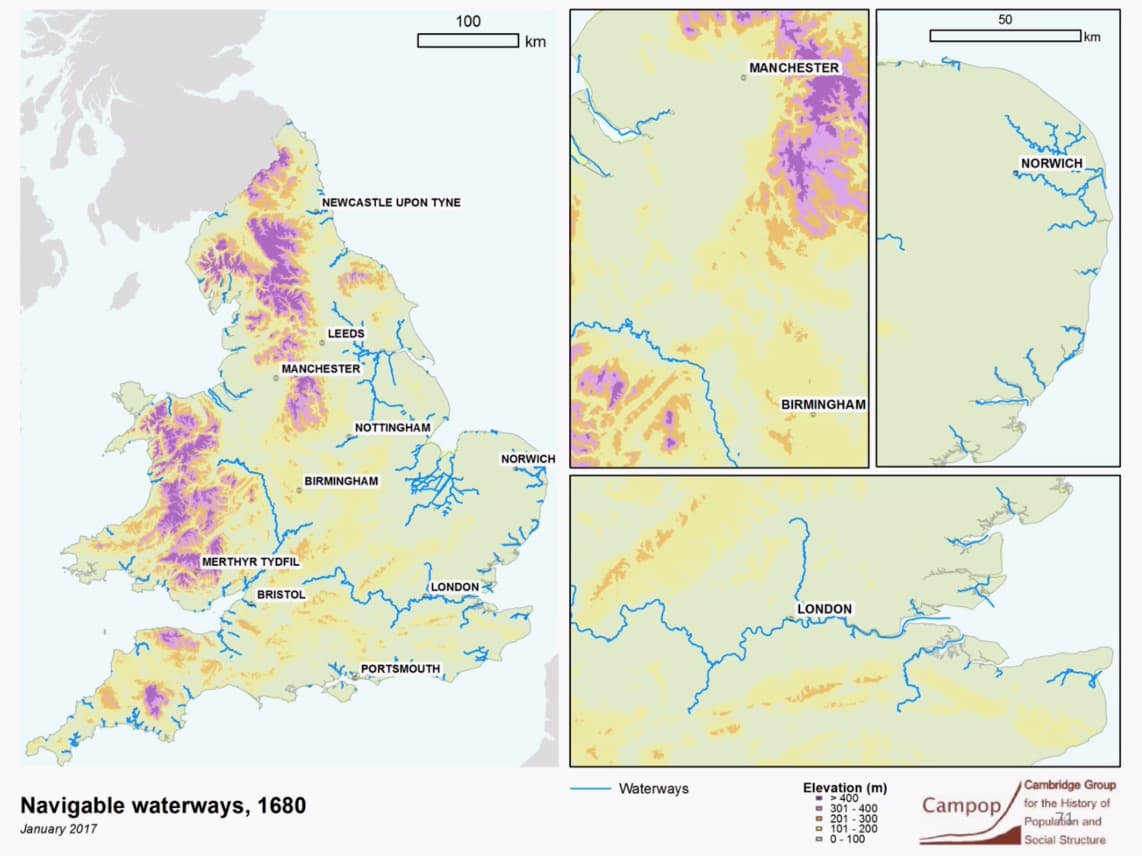 100
km
NEWCASTLE UPON TYNE
LEEDS
MANCHESTER
NOTTINGHAM
NORWICH
BIRMINGHAM
MERTHYR TYDFIL
BRISTOL
LONDON
PORTSMOUTH
MANCHESTER
BIRMINGHAM
50
km
NORWICH
LONDON
Navigable waterways, 1680
January 2017
Waterways
Elevation (m)
> 400
301 - 400
201 - 300
101 - 200
0 - 100
Campop
Cambridge Group
for the History of
Population and
Social Structure
71